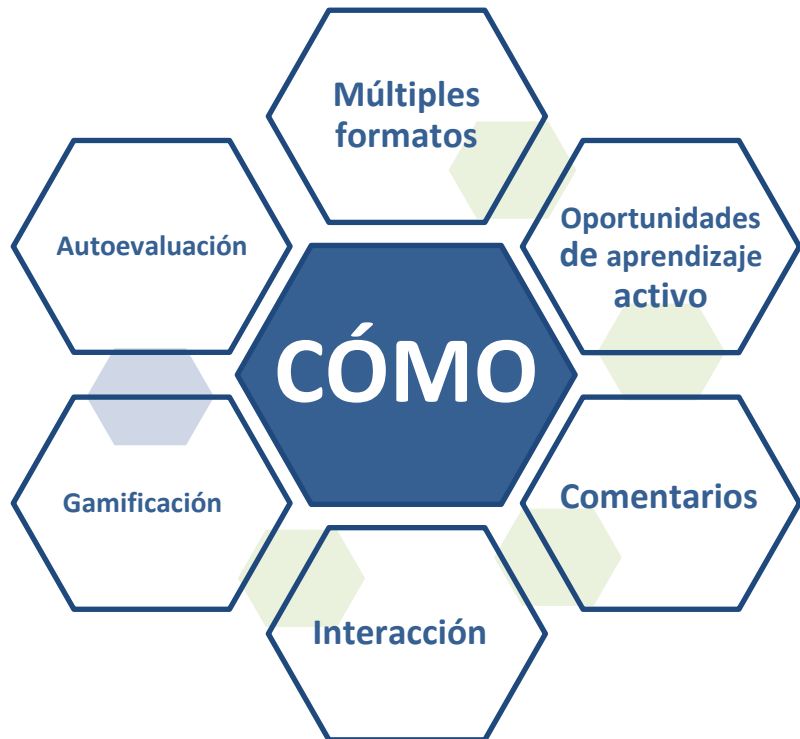 Múltiples
formatos
Oportunidades
de aprendizaje
activo
Autoevaluación
CÓMO
Gamificación
Comentarios
Interacción